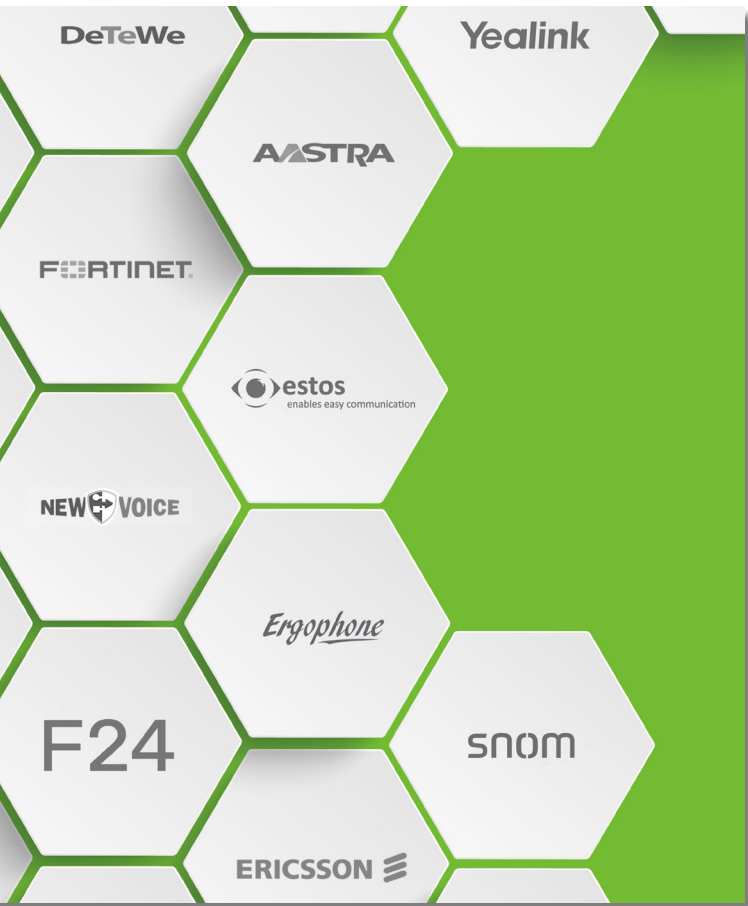 DeTeWe
Yealink
AASTRA
FORTINET
estos
enables easy communication
NEW VOICE
Ergophone
F24
snom
ERICSSON